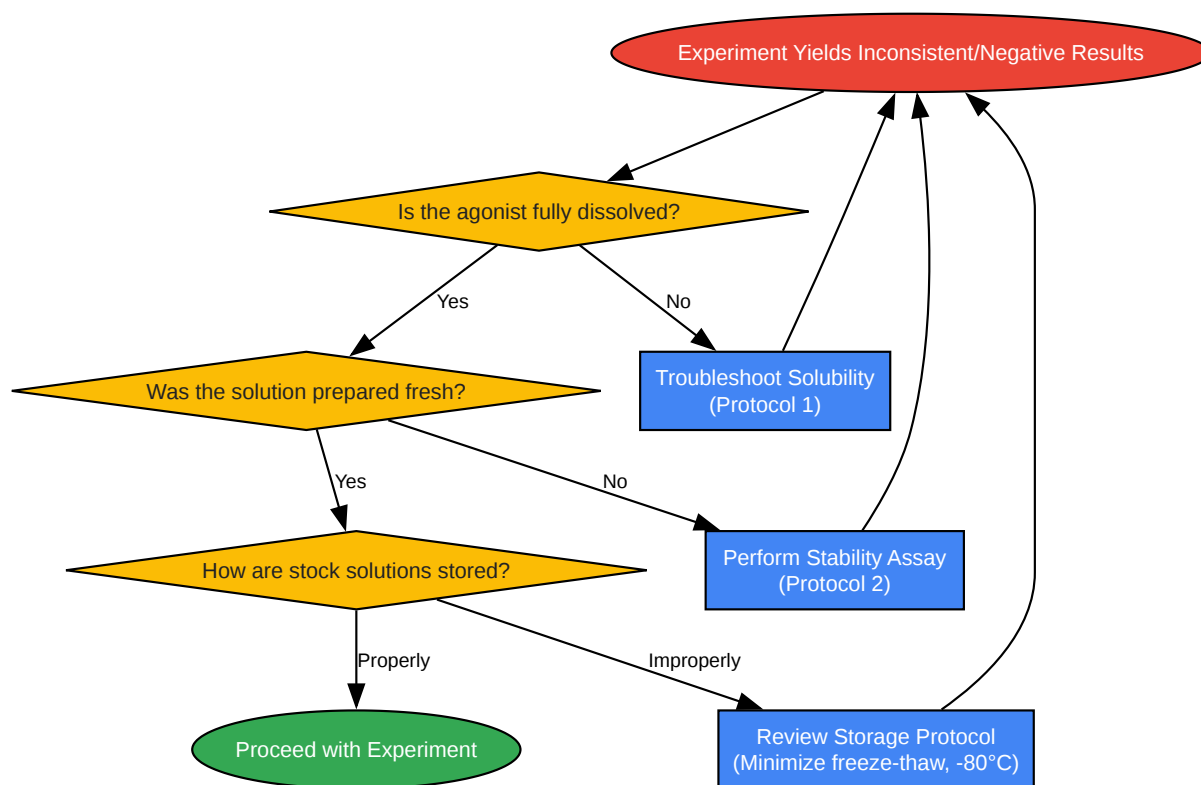 Experiment Yields Inconsistent/Negative Results
Is the agonist fully dissolved?
Yes
No
Was the solution prepared fresh?
Troubleshoot Solubility
(Protocol 1)
Yes
No
How are stock solutions stored?
Perform Stability Assay
(Protocol 2)
Properly
Improperly
Proceed with Experiment
Review Storage Protocol
(Minimize freeze-thaw, -80°C)